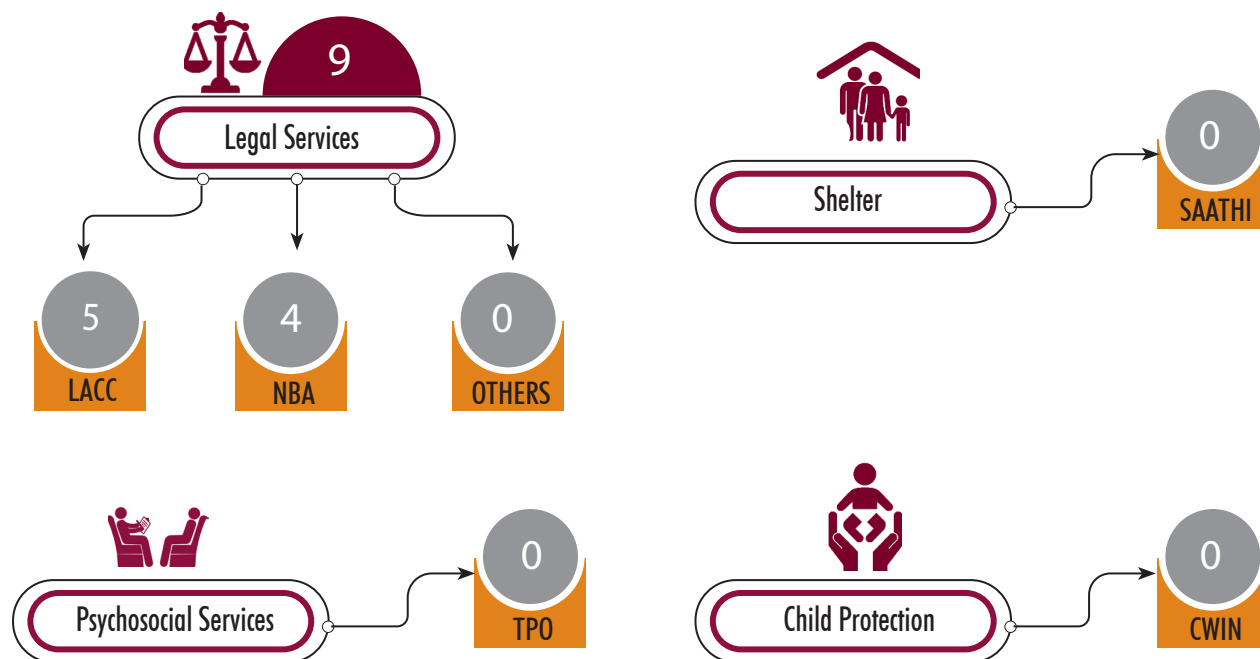 9
Legal Services
5
LACC
4
NBA
0
OTHERS
Shelter
0
SAATHI
Psychosocial Services
0
TPO
Child Protection
0
CWIN